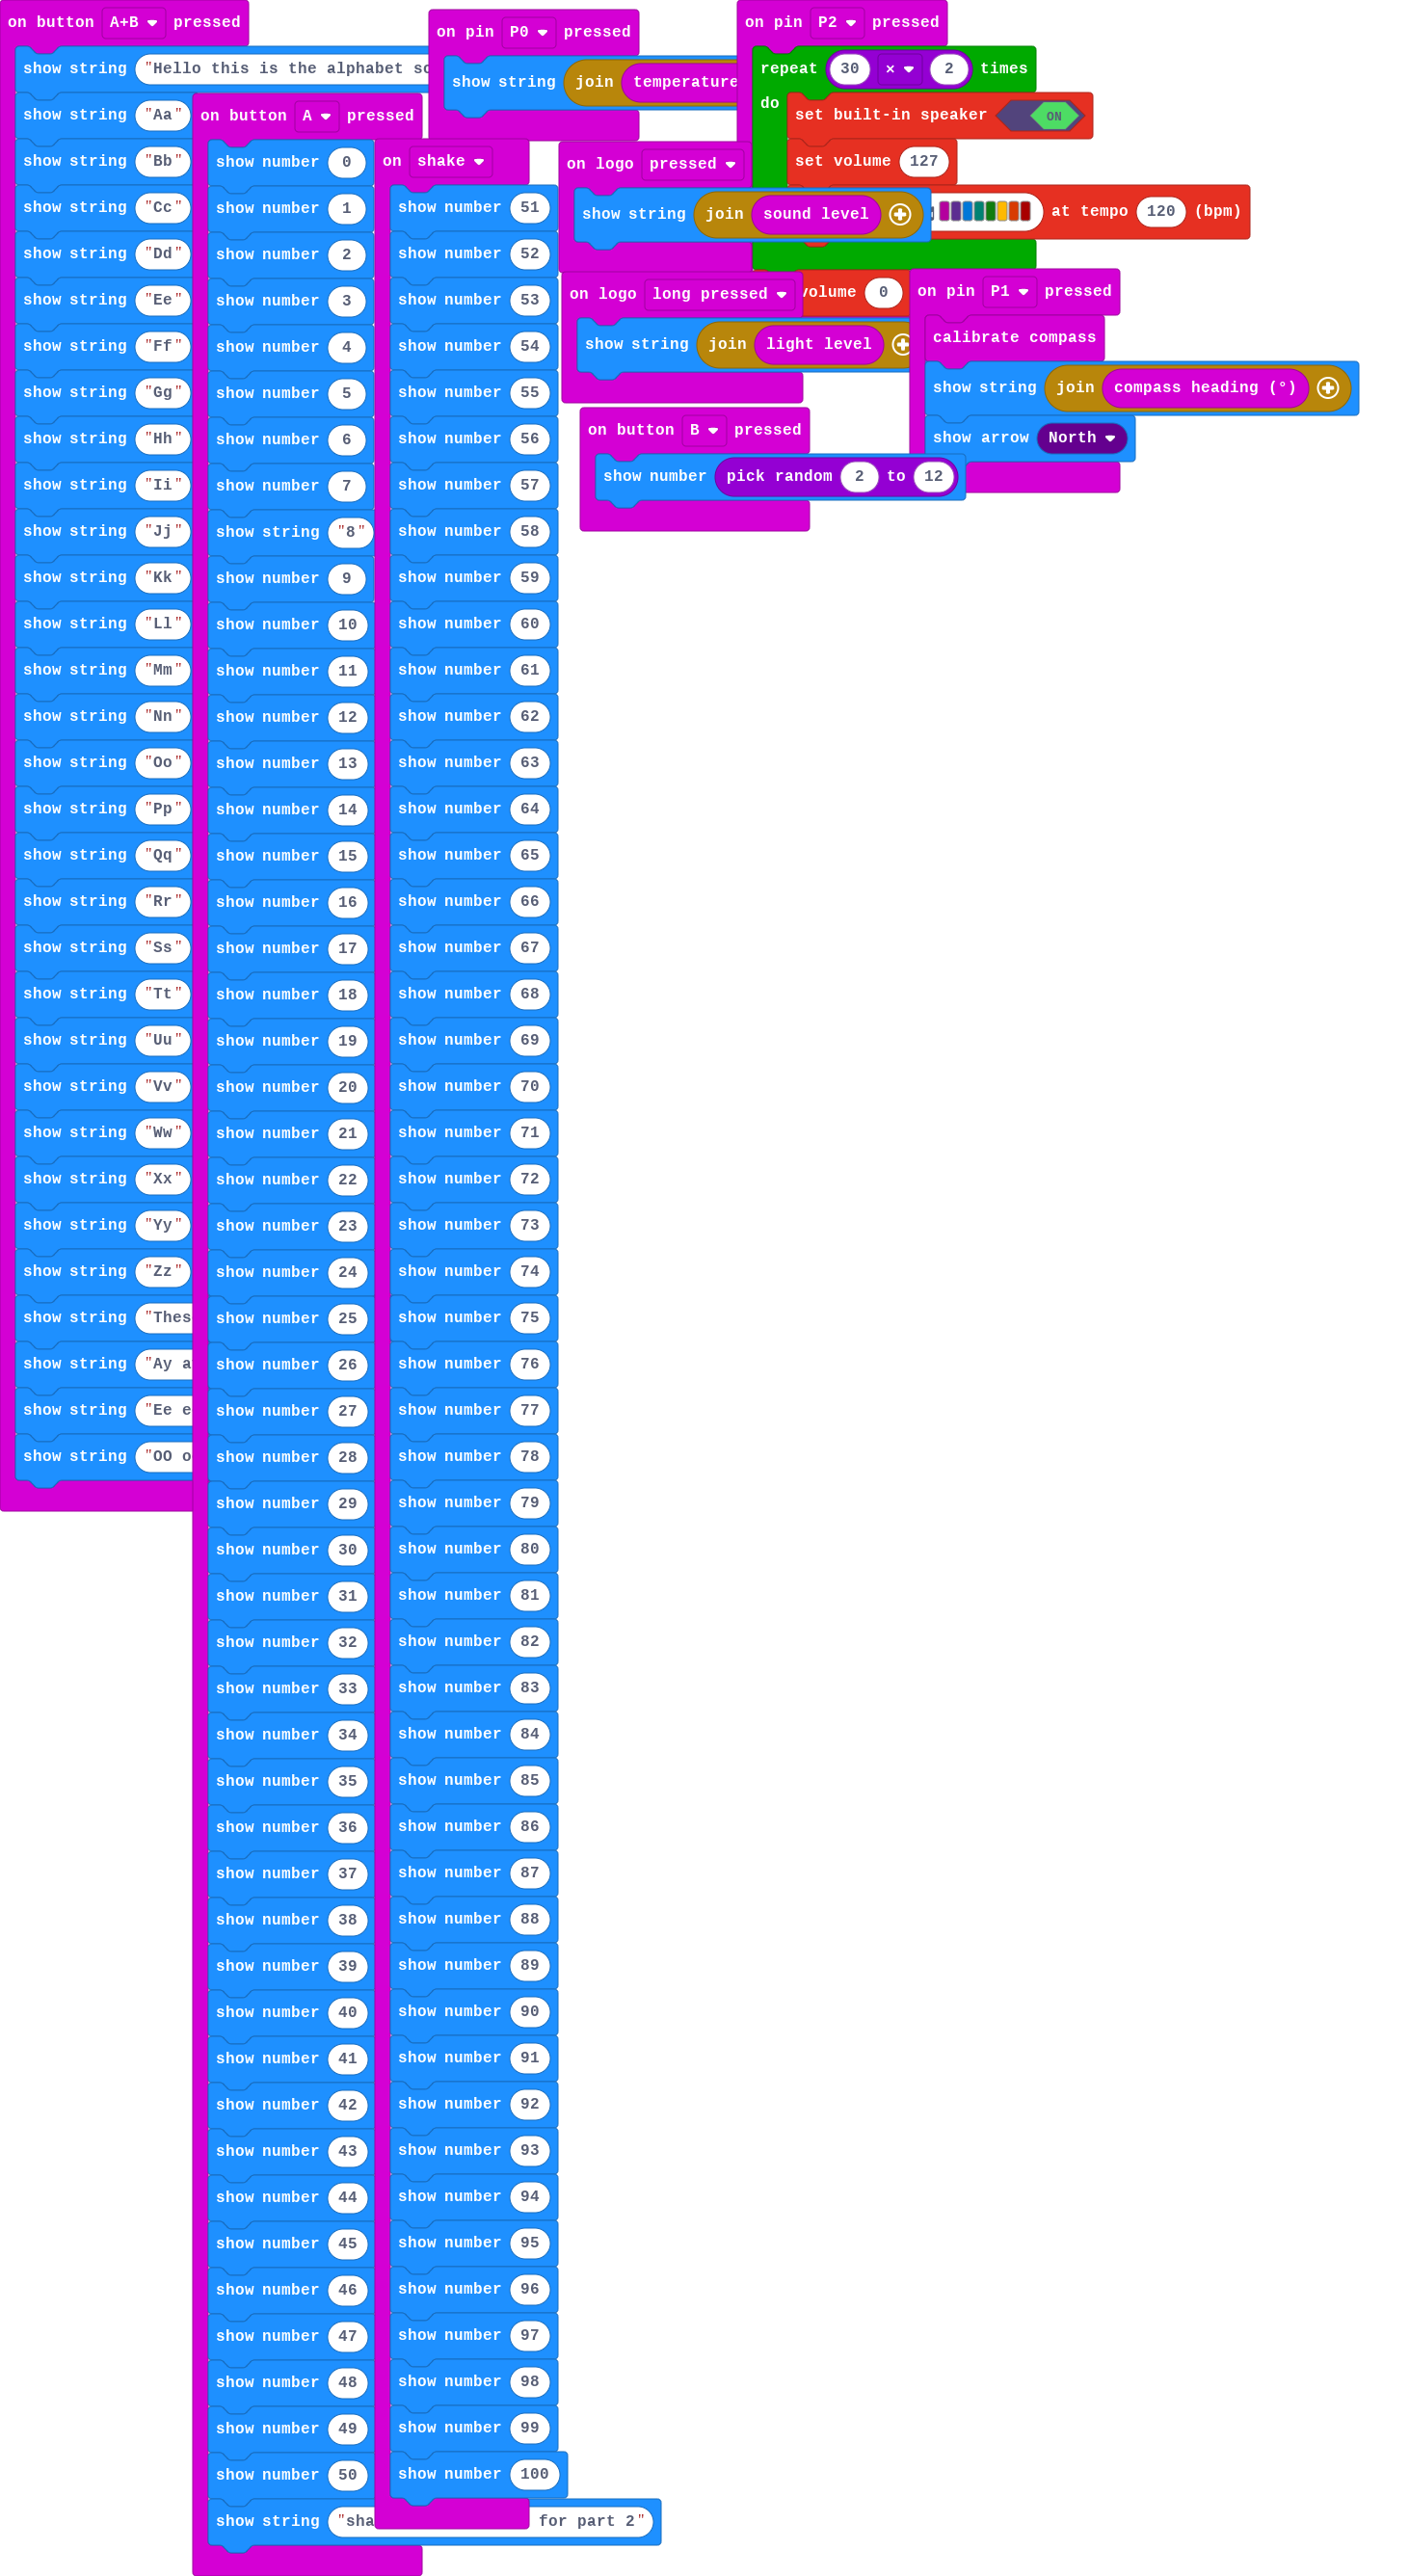 on button A+B pressed
show string "Hello this is the alphabet so
show string "Aa"
show string "Bb"
show string "Cc"
show string "Dd"
show string "Ee"
show string "Ff"
show string "Gg"
show string "Hh"
show string "Ii"
show string "Jj"
show string "Kk"
show string "Ll"
show string "Mm"
show string "Nn"
show string "Oo"
show string "Pp"
show string "Qq"
show string "Rr"
show string "Ss"
show string "Tt"
show string "Uu"
show string "Vv"
show string "Ww"
show string "Xx"
show string "Yy"
show string "Zz"
show string "Thes
show string "Ay a
show string "Ee e
show string "OO o
on button A pressed
show number 0
show number 1
show number 2
show number 3
show number 4
show number 5
show number 6
show number 7
show string "8"
show number 9
show number 10
show number 11
show number 12
show number 13
show number 14
show number 15
show number 16
show number 17
show number 18
show number 19
show number 20
show number 21
show number 22
show number 23
show number 24
show number 25
show number 26
show number 27
show number 28
show number 29
show number 30
show number 31
show number 32
show number 33
show number 34
show number 35
show number 36
show number 37
show number 38
show number 39
show number 40
show number 41
show number 42
show number 43
show number 44
show number 45
show number 46
show number 47
show number 48
show number 49
show number 50
show string "sha for part 2"
on shake
show number 51
show number 52
show number 53
show number 54
show number 55
show number 56
show number 57
show number 58
show number 59
show number 60
show number 61
show number 62
show number 63
show number 64
show number 65
show number 66
show number 67
show number 68
show number 69
show number 70
show number 71
show number 72
show number 73
show number 74
show number 75
show number 76
show number 77
show number 78
show number 79
show number 80
show number 81
show number 82
show number 83
show number 84
show number 85
show number 86
show number 87
show number 88
show number 89
show number 90
show number 91
show number 92
show number 93
show number 94
show number 95
show number 96
show number 97
show number 98
show number 99
show number 100
on pin P0 pressed
show string join temperature
on logo pressed
show string join sound level
on logo long pressed
show string join light level
on button B pressed
show number pick random 2 to 12
on pin P2 pressed
repeat 30 × 2 times
do
set built-in speaker ON
set volume 127
at tempo 120 (bpm)
volume 0
on pin P1 pressed
calibrate compass
show string join compass heading (°)
show arrow North